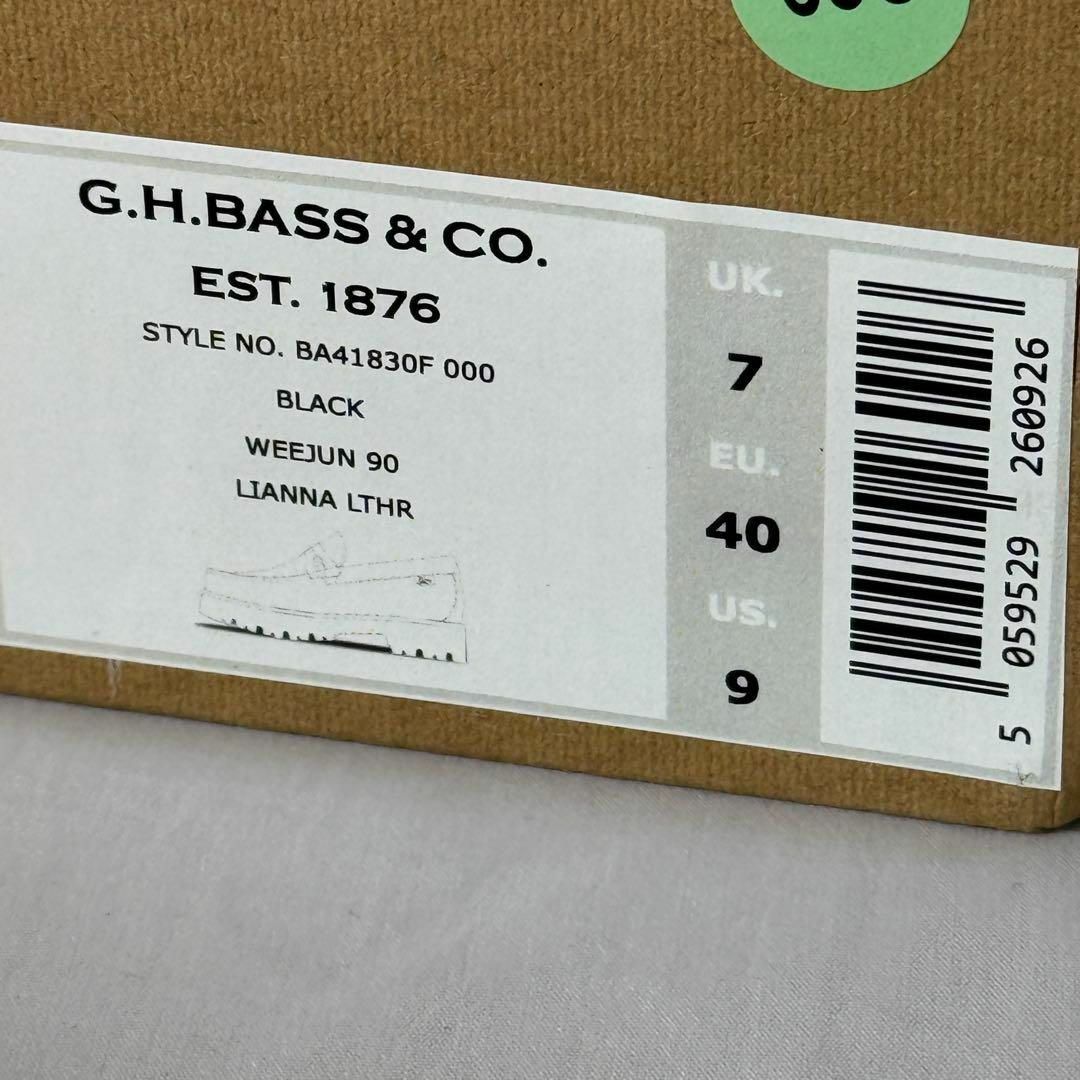 G.H.BASS & CO.
EST. 1876
STYLE NO. BA41830F 000
BLACK
WEEJUN 90
LIANNA LTHR
UK.
7
EU.
40
US.
9
5 059529 260926